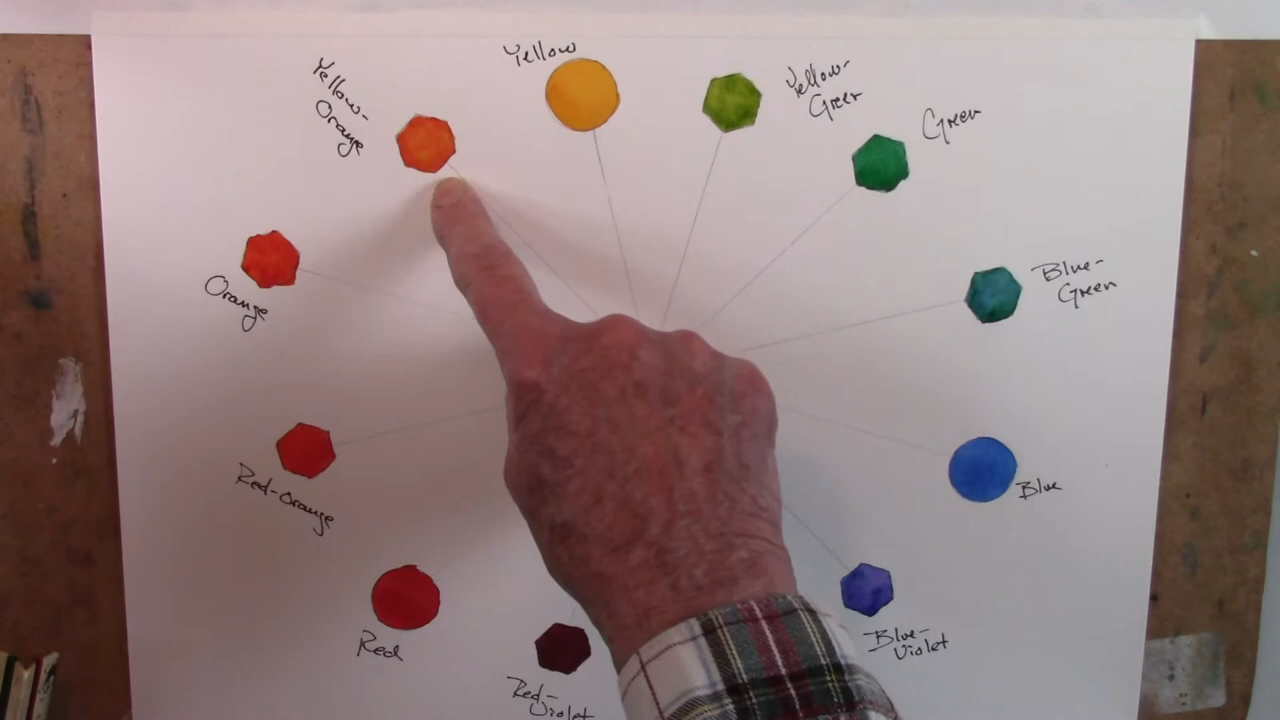 Yellow
Yellow-
Green
Green
Blue-
Green
Blue
Blue-
Violet
Red-
Violet
Red
Red-Orange
Orange
Yellow-
Orange